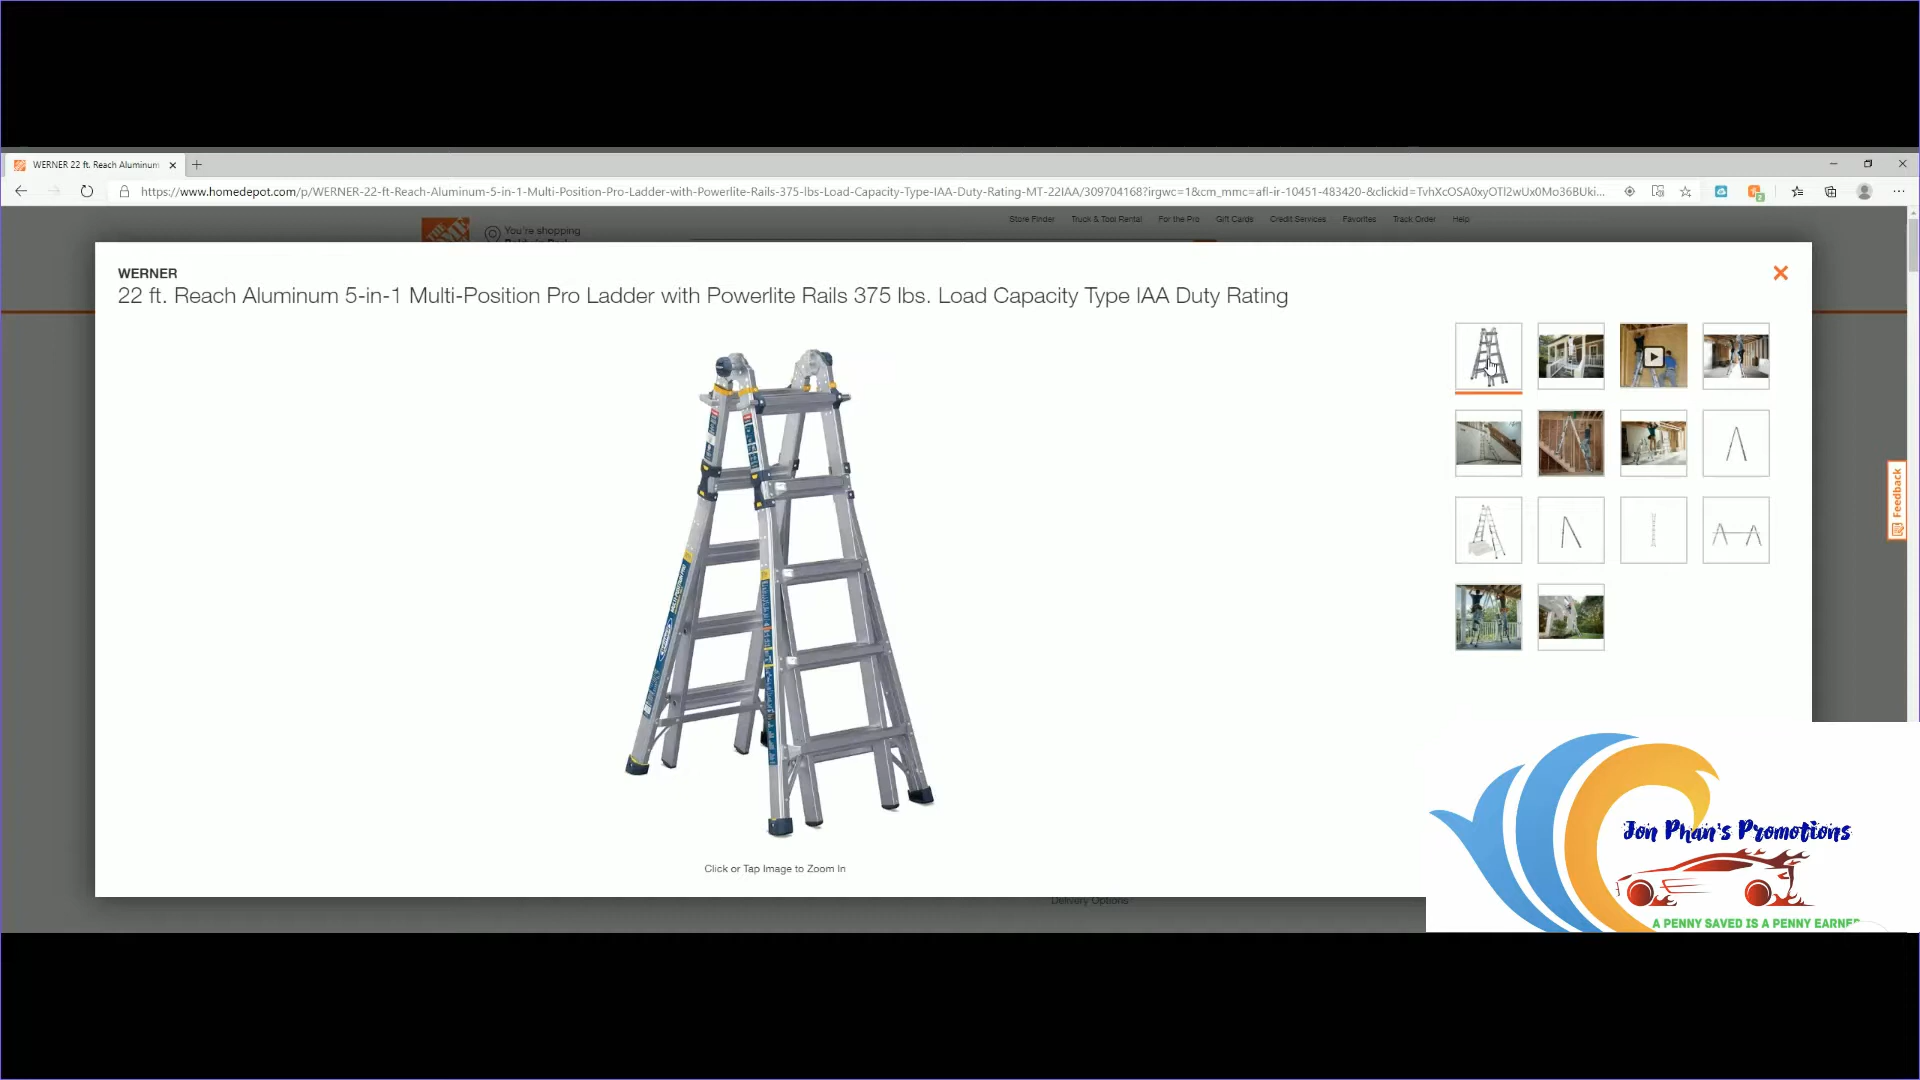 WERNER 22 ft. Reach Aluminum
https://www.homedepot.com/p/WERNER-22-ft-Reach-Aluminum-5-in-1-Multi-Position-Pro-Ladder-with-Powerlite-Rails-375-lbs-Load-Capacity-Type-IAA-Duty-Rating-MT-22IAA/309704168?irgwc=1&cm_mmc=afl-ir-10451-483420-&clickid=TvhXcOSA0xyOTl2wUx0Mo36BUki...
Store Finder Truck & Tool Rental For the Pro Gift Cards Credit Services Favorites Track Order Help
THE HOME
You're shopping
WERNER
22 ft. Reach Aluminum 5-in-1 Multi-Position Pro Ladder with Powerlite Rails 375 lbs. Load Capacity Type IAA Duty Rating
Feedback
Click or Tap Image to Zoom In
Delivery Options
Jon Phan's Promotions
A PENNY SAVED IS A PENNY EARNED